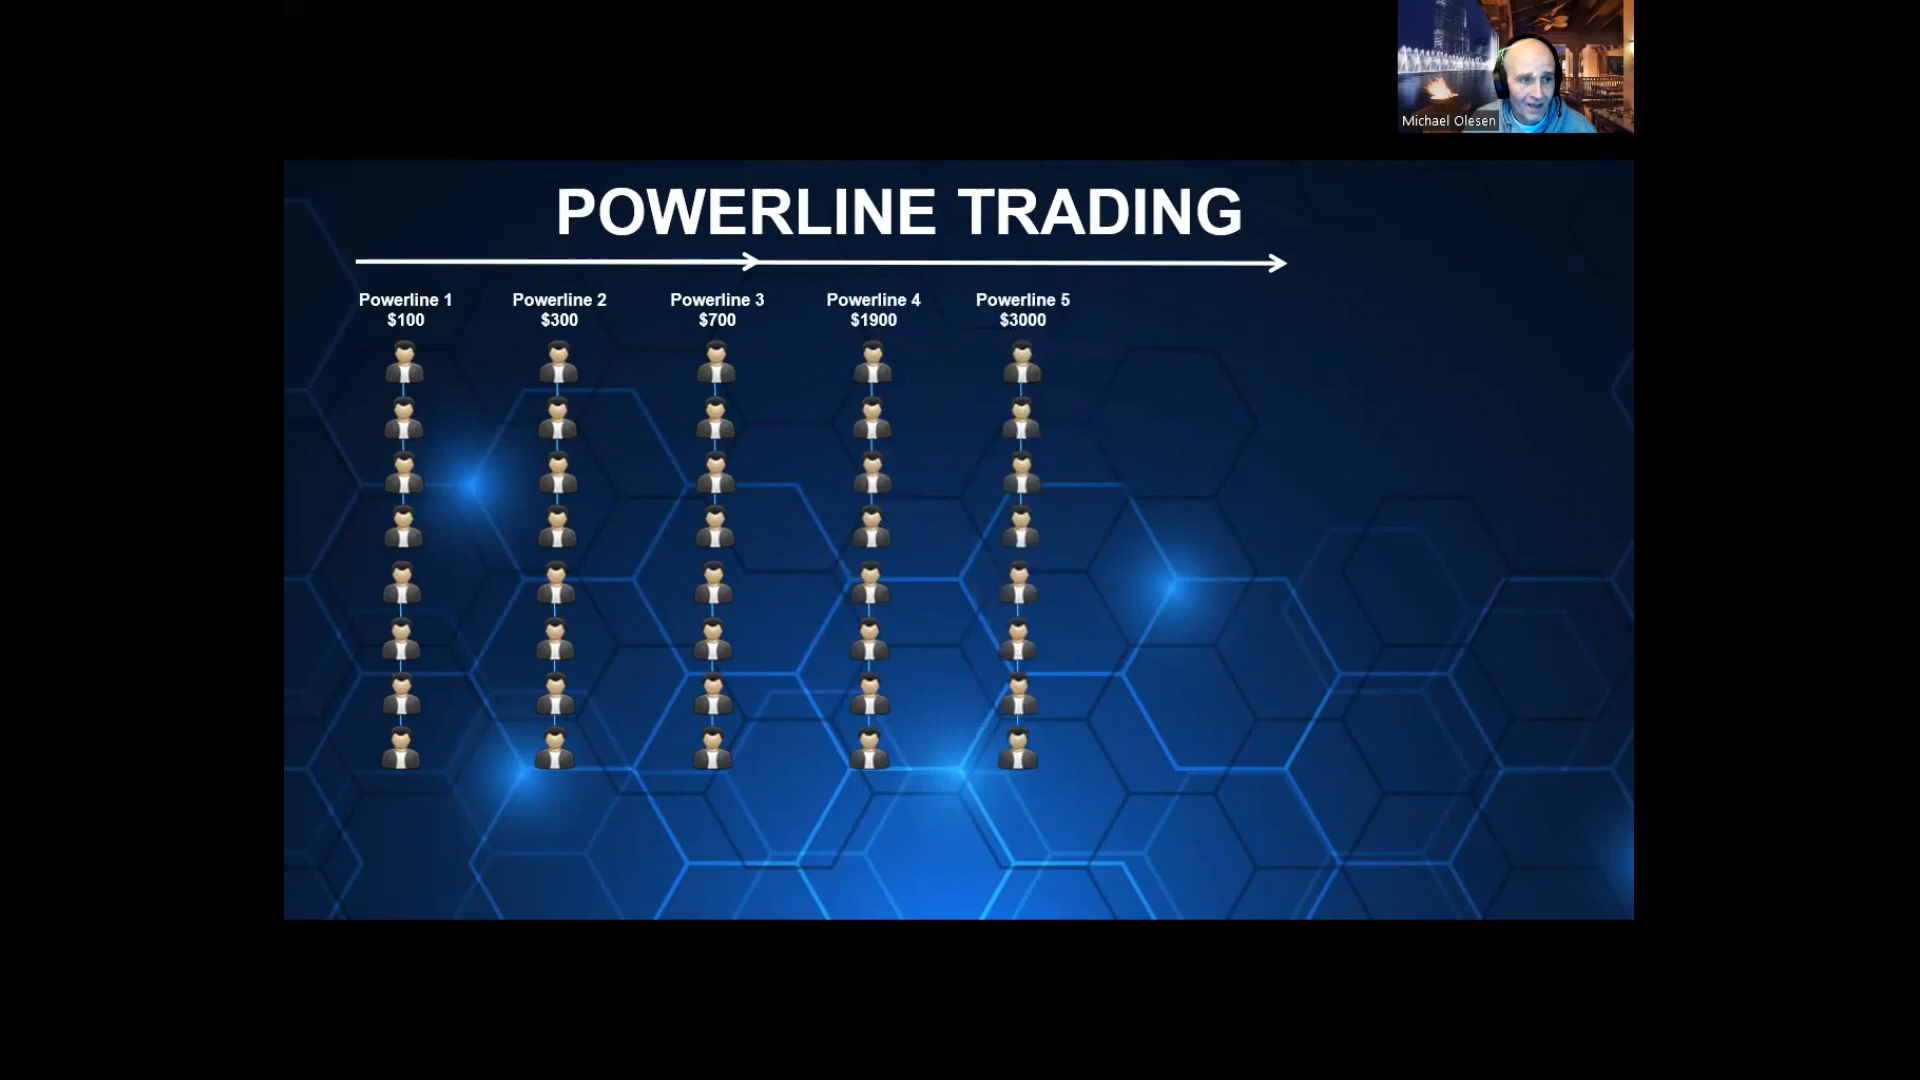 Michael Olesen
POWERLINE TRADING
Powerline 1
$100
Powerline 2
$300
Powerline 3
$700
Powerline 4
$1900
Powerline 5
$3000